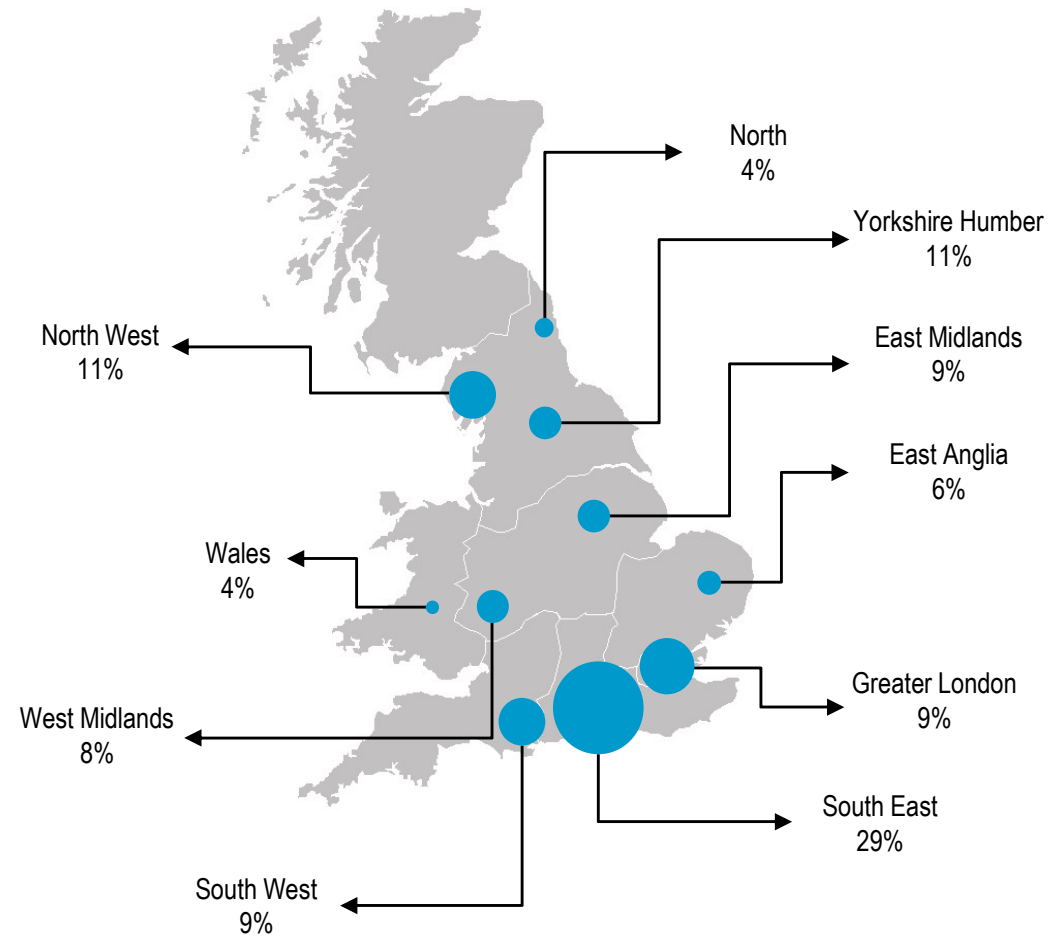 North
4%
Yorkshire Humber
11%
North West
11%
East Midlands
9%
East Anglia
6%
Wales
4%
Greater London
9%
West Midlands
8%
South East
29%
South West
9%